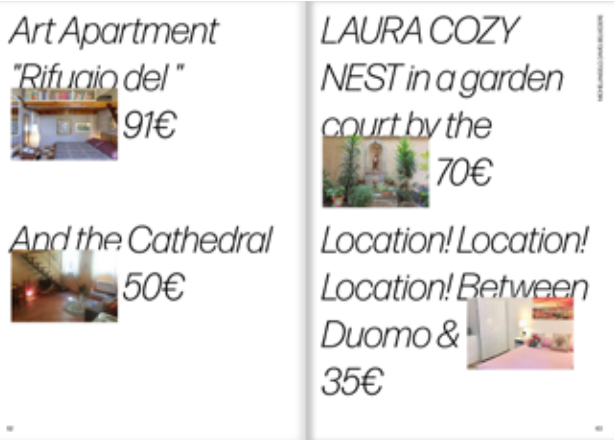 Art Apartment
"Rifugio del "
91€
And the Cathedral
50€
LAURA COZY
NEST in a garden
court by the
70€
Location! Location!
Location! Between
Duomo &
35€